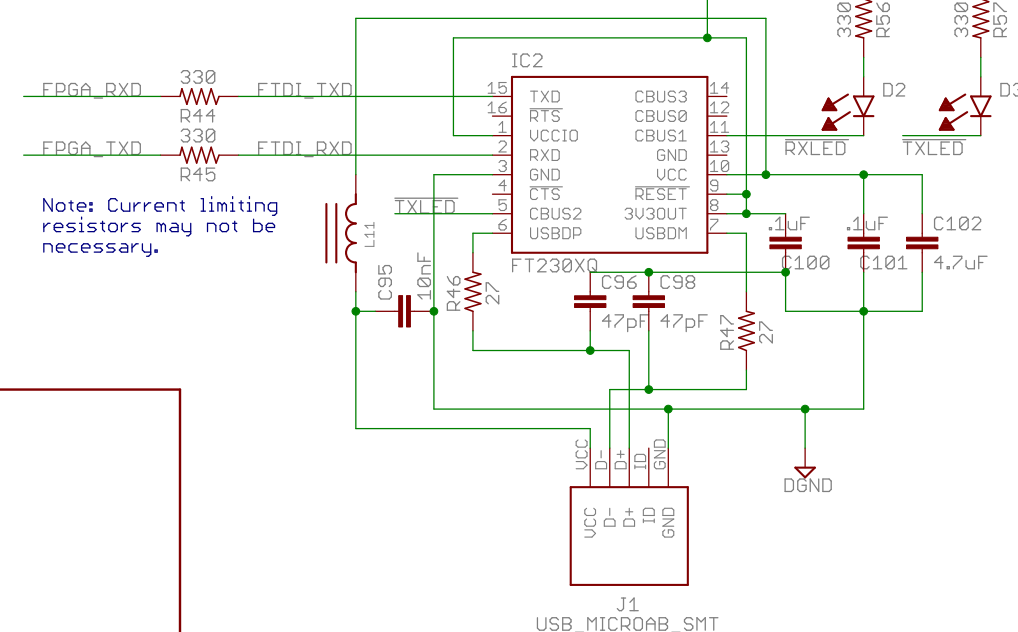 330
R56
330
R57
IC2
FPGA_RXD
330
R44
FTDI_TXD
FPGA_TXD
330
R45
FTDI_RXD
15 TXD
16 RTS
1 VCCIO
2 RXD
3 GND
4 CTS
5 CBUS2
6 USBDP
CBUS3 14
CBUS0 12
CBUS1 11
GND 13
VCC 10
RESET 9
3V3OUT 8
USBDM 7
FT230XQ
D2
D3
RXLED
TXLED
Note: Current limiting
resistors may not be
necessary.
TXLED
L11
C95
10nF
R46
27
C96
47pF
C98
47pF
R47
27
.1uF
C100
.1uF
C101
C102
4.7uF
VCC
D-
D+
ID
GND
DGND
VCC
D-
D+
ID
GND
J1
USB_MICROAB_SMT